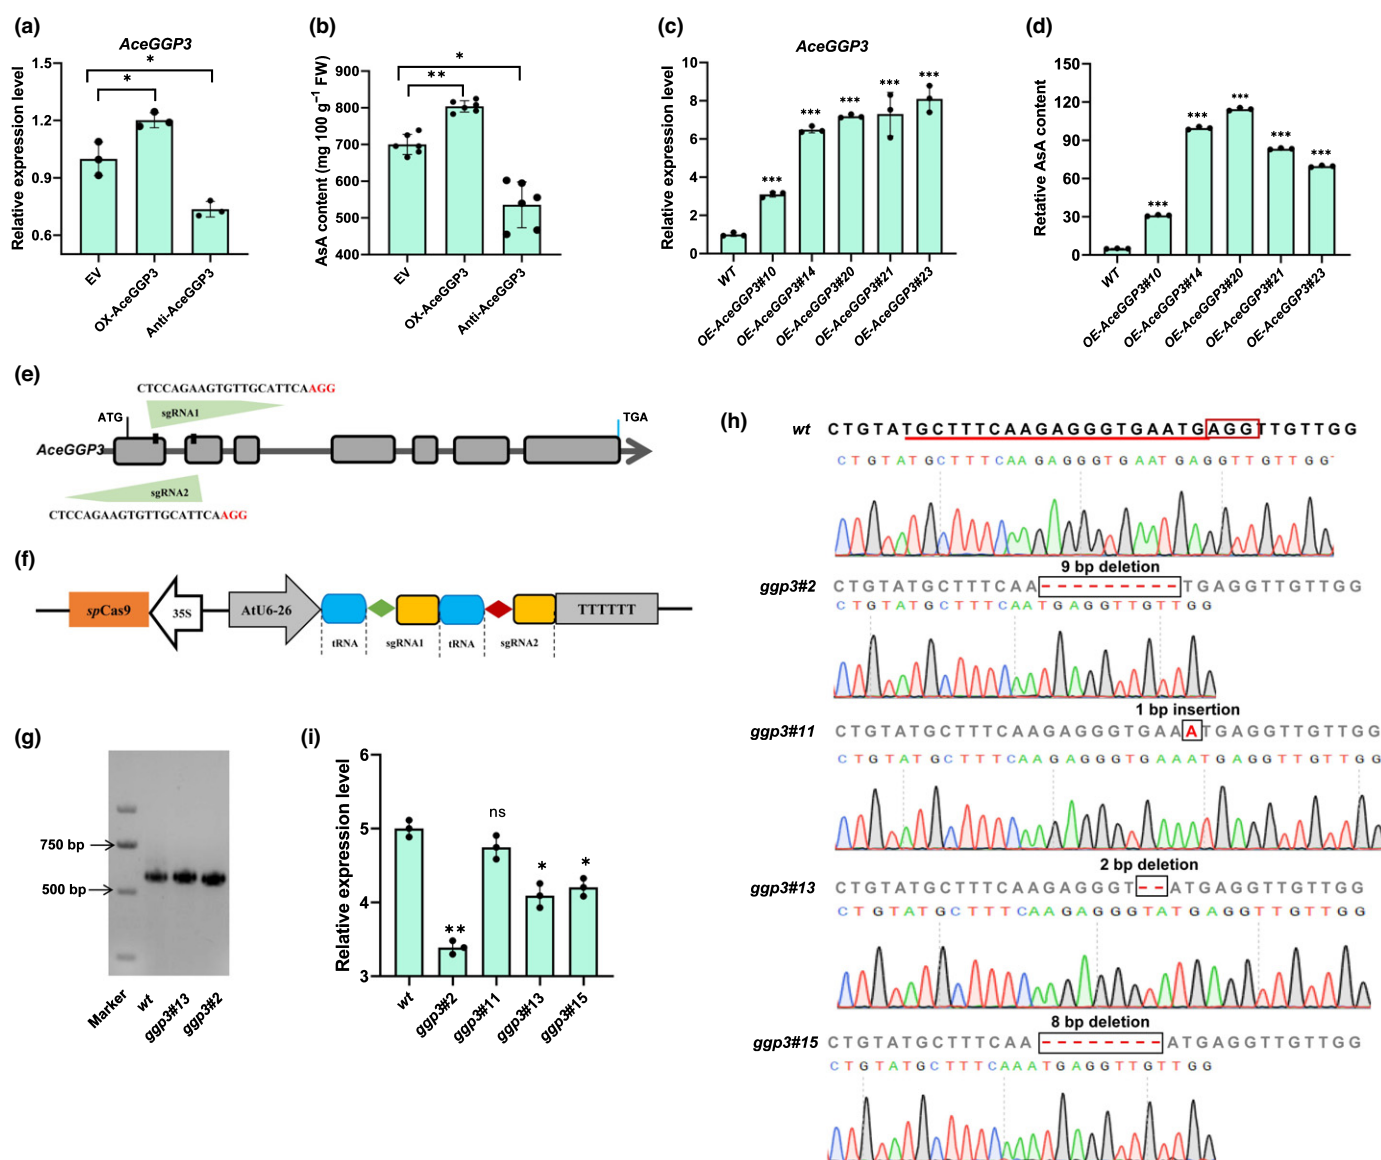 (a)
AceGGP3
*
*
Relative expression level
1.5
1.2
0.9
0.6
EV
OX-AceGGP3
Anti-AceGGP3
(b)
*
**
AsA content (mg 100 g⁻¹ FW)
900
800
700
600
500
400
EV
OX-AceGGP3
Anti-AceGGP3
(c)
AceGGP3
Relative expression level
10
8
6
4
2
0
***
***
***
***
***
WT
OE-AceGGP3#10
OE-AceGGP3#14
OE-AceGGP3#20
OE-AceGGP3#21
OE-AceGGP3#23
(d)
Retative AsA content
150
120
90
60
30
0
***
***
***
***
***
WT
OE-AceGGP3#10
OE-AceGGP3#14
OE-AceGGP3#20
OE-AceGGP3#21
OE-AceGGP3#23
(e)
CTCCAGAAGTGTTGCATTCAAGG
ATG
sgRNA1
TGA
AceGGP3
sgRNA2
CTCCAGAAGTGTTGCATTCAAGG
(f)
spCas9
35S
AtU6-26
TTTTTT
tRNA
sgRNA1
tRNA
sgRNA2
(g)
750 bp
500 bp
Marker
wt
ggp3#13
ggp3#2
(i)
Relative expression level
6
5
4
3
**
ns
*
*
wt
ggp3#2
ggp3#11
ggp3#13
ggp3#15
(h)
wt CTGTATGCTTTCAAGAGGGTGAATGAGGTTGTTGG
CTGTATGCTTTCAAGAGGGTGAATGAGGTTGTTGG
9 bp deletion
ggp3#2 CTGTATGCTTTCAA---------TGAGGTTGTTGG
CTGTATGCTTTCAATGAGGTTGTTGG
1 bp insertion
ggp3#11 CTGTATGCTTTCAAGAGGGTGAAATGAGGTTGTTGG
CTGTATGCTTTCAAGAGGGTGAAATGAGGTTGTTGG
2 bp deletion
ggp3#13 CTGTATGCTTTCAAGAGGGT--ATGAGGTTGTTGG
CTGTATGCTTTCAAGAGGGTATGAGGTTGTTGG
8 bp deletion
ggp3#15 CTGTATGCTTTCAA--------ATGAGGTTGTTGG
CTGTATGCTTTCAAATGAGGTTGTTGG